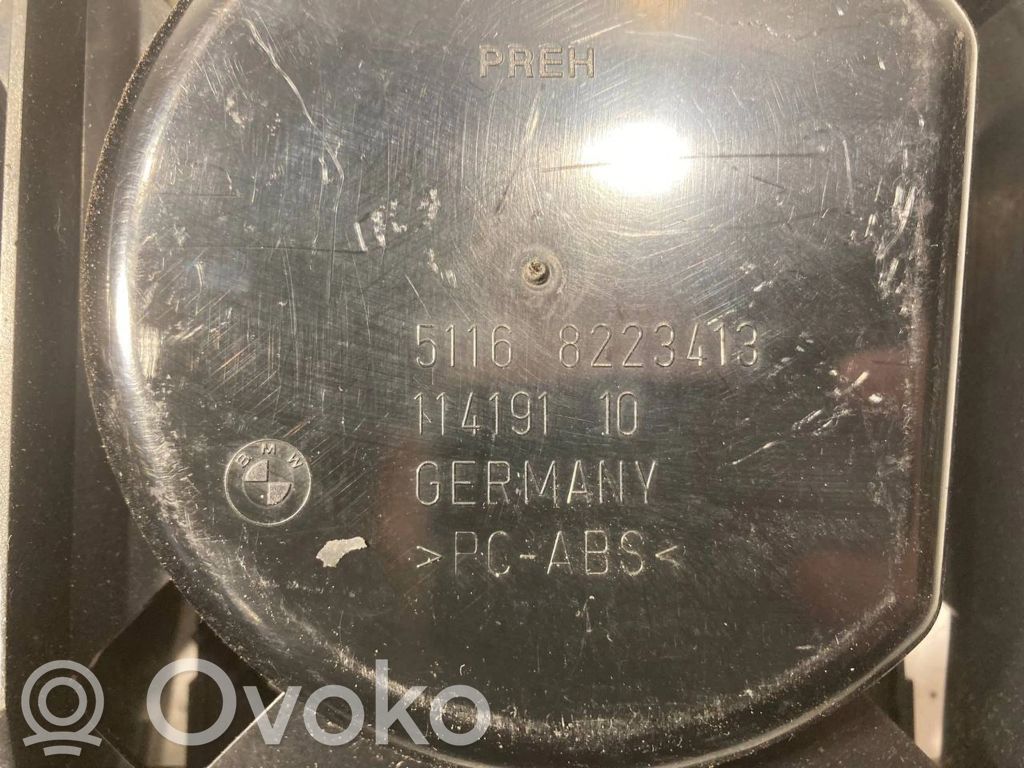 PREH
5116 8223413
114191 10
BMW
GERMANY
>PC-ABS<
Ovoko